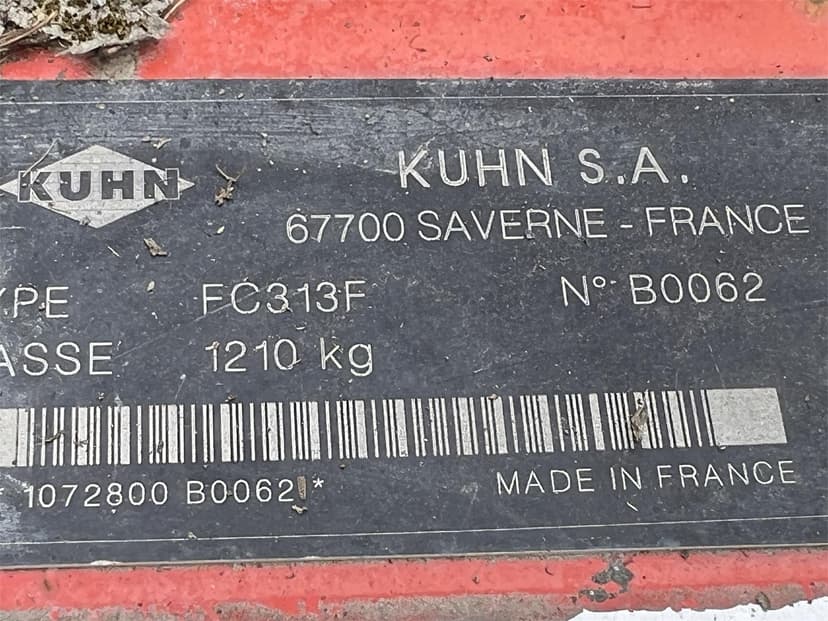 KUHN
KUHN S.A.
67700 SAVERNE - FRANCE
YPE FC313F N° B0062
ASSE 1210 kg
1072800 B0062 *
MADE IN FRANCE